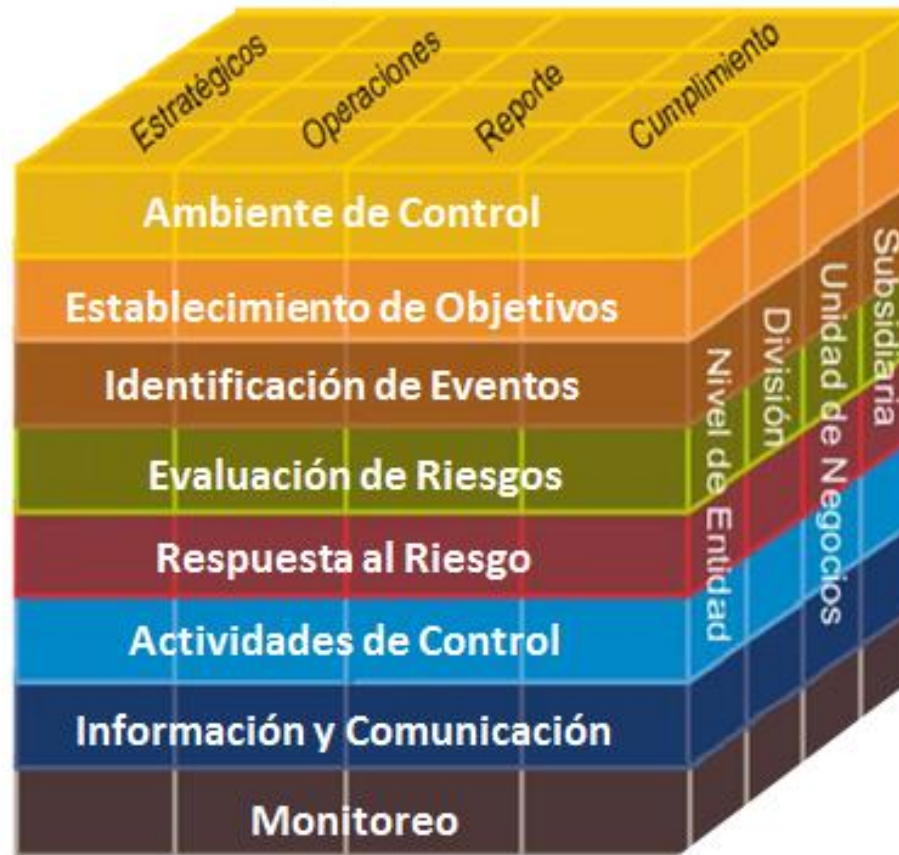 Estratégicos
Operaciones
Reporte
Cumplimiento
Ambiente de Control
Establecimiento de Objetivos
Identificación de Eventos
Evaluación de Riesgos
Respuesta al Riesgo
Actividades de Control
Información y Comunicación
Monitoreo
Nivel de Entidad
División
Unidad de Negocios
Subsidiaria